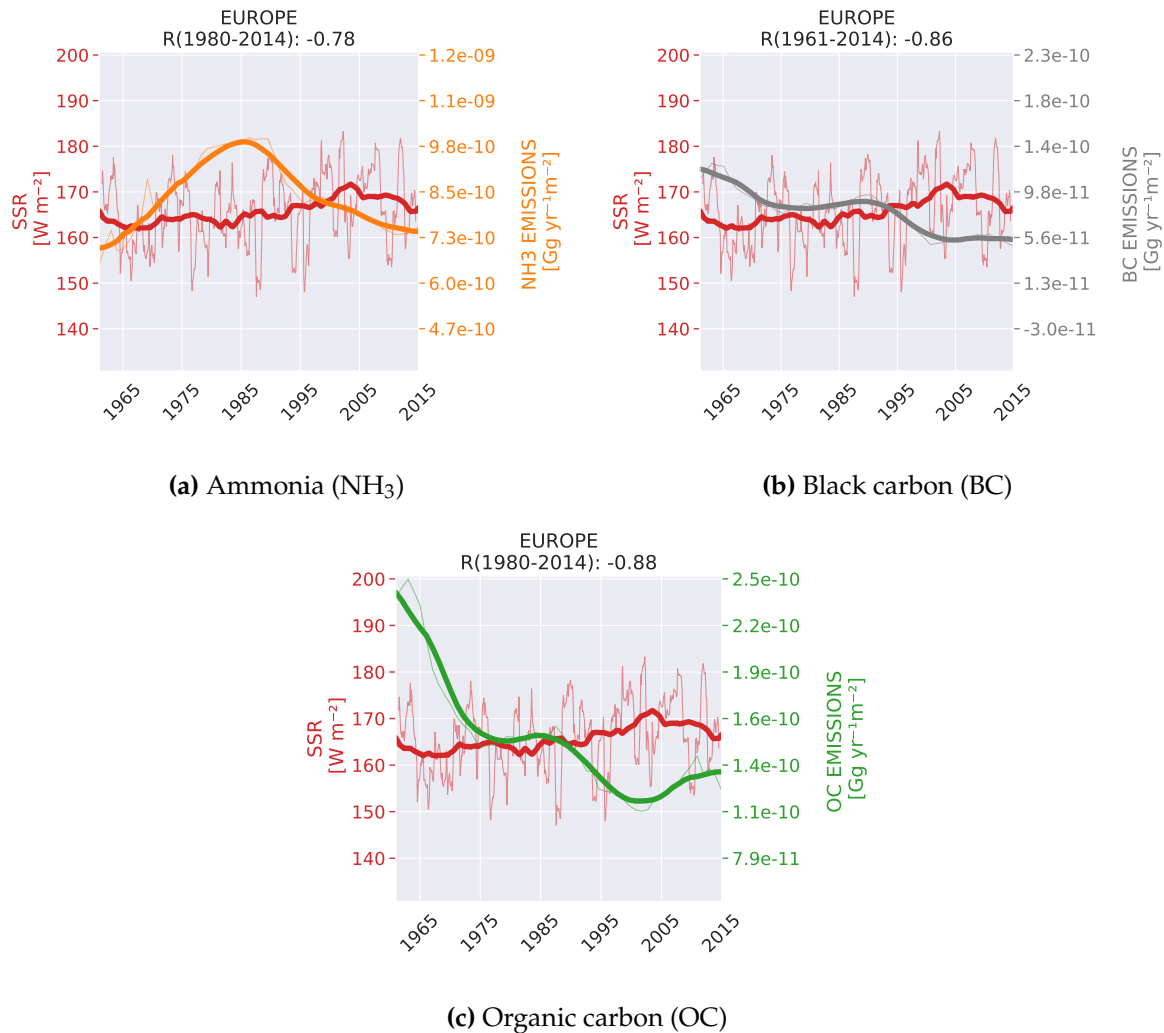 EUROPE
R(1980-2014): -0.78
200
190
180
170
160
150
140
SSR
[W m⁻²]
1.2e-09
1.1e-09
9.8e-10
8.5e-10
7.3e-10
6.0e-10
4.7e-10
NH3 EMISSIONS
[Gg yr⁻¹m⁻²]
1965
1975
1985
1995
2005
2015
(a) Ammonia (NH₃)
EUROPE
R(1961-2014): -0.86
200
190
180
170
160
150
140
SSR
[W m⁻²]
2.3e-10
1.8e-10
1.4e-10
9.8e-11
5.6e-11
1.3e-11
-3.0e-11
BC EMISSIONS
[Gg yr⁻¹m⁻²]
1965
1975
1985
1995
2005
2015
(b) Black carbon (BC)
EUROPE
R(1980-2014): -0.88
200
190
180
170
160
150
140
SSR
[W m⁻²]
2.5e-10
2.2e-10
1.9e-10
1.6e-10
1.4e-10
1.1e-10
7.9e-11
OC EMISSIONS
[Gg yr⁻¹m⁻²]
1965
1975
1985
1995
2005
2015
(c) Organic carbon (OC)